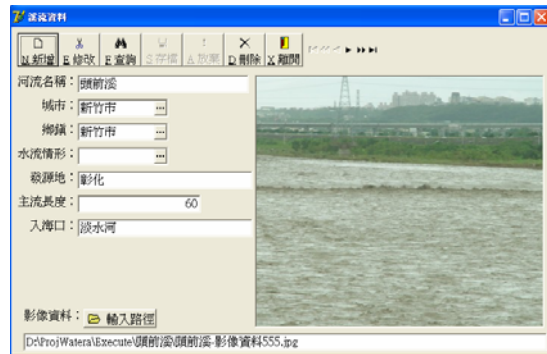 溪流資料
N 新增 E 修改 F 查詢 S 存檔 A 放棄 D 刪除 X 離開
河流名稱：頭前溪
城市：新竹市 ...
鄉鎮：新竹市 ...
水流情形： ...
發源地：彰化
主流長度：60
入海口：淡水河
影像資料： 輸入路徑
D:\ProjWatera\Execute\頭前溪\頭前溪-影像資料555.jpg